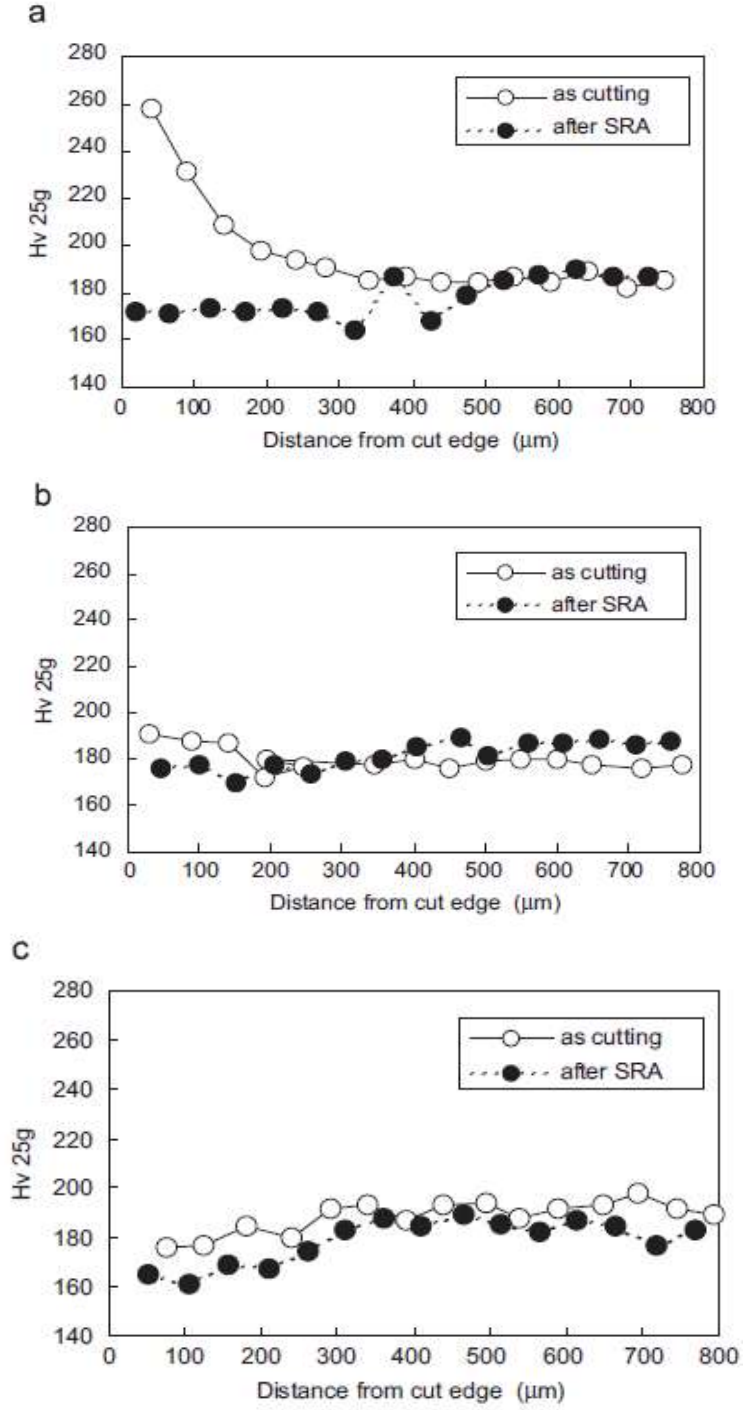 a
280
260
240
220
200
180
160
140
Hv 25g
as cutting
after SRA
0 100 200 300 400 500 600 700 800
Distance from cut edge (μm)
b
280
260
240
220
200
180
160
140
Hv 25g
as cutting
after SRA
0 100 200 300 400 500 600 700 800
Distance from cut edge (μm)
c
280
260
240
220
200
180
160
140
Hv 25g
as cutting
after SRA
0 100 200 300 400 500 600 700 800
Distance from cut edge (μm)